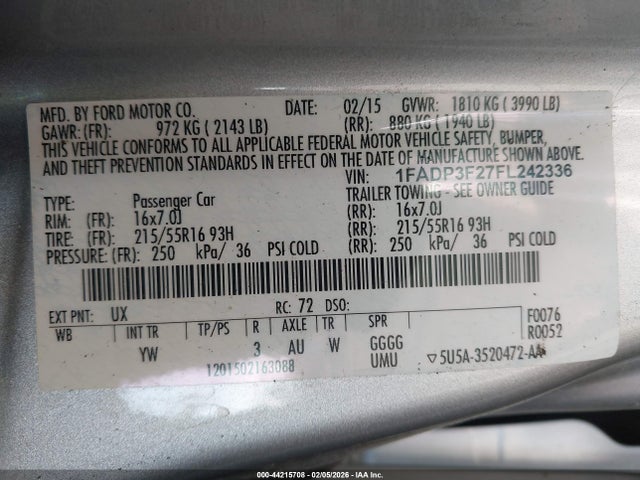 MFD. BY FORD MOTOR CO. DATE: 02/15 GVWR: 1810 KG ( 3990 LB)
GAWR: (FR): 972 KG ( 2143 LB) (RR): 880 KG ( 1940 LB)
THIS VEHICLE CONFORMS TO ALL APPLICABLE FEDERAL MOTOR VEHICLE SAFETY, BUMPER,
AND THEFT PREVENTION STANDARDS IN EFFECT ON THE DATE OF MANUFACTURE SHOWN ABOVE.
VIN: 1FADP3F27FL242336
TYPE: Passenger Car TRAILER TOWING - SEE OWNER GUIDE
RIM: (FR): 16x7.0J (RR): 16x7.0J
TIRE: (FR): 215/55R16 93H (RR): 215/55R16 93H
PRESSURE: (FR): 250 kPa/ 36 PSI COLD (RR): 250 kPa/ 36 PSI COLD
EXT PNT: UX RC: 72 DSO: F0076
WB INT TR TP/PS R AXLE TR SPR R0052
YW 3 AU W GGGG
1201502163088 UMU ▽ 5U5A-3520472-AA
000-44215708 - 02/05/2026 - IAA Inc.